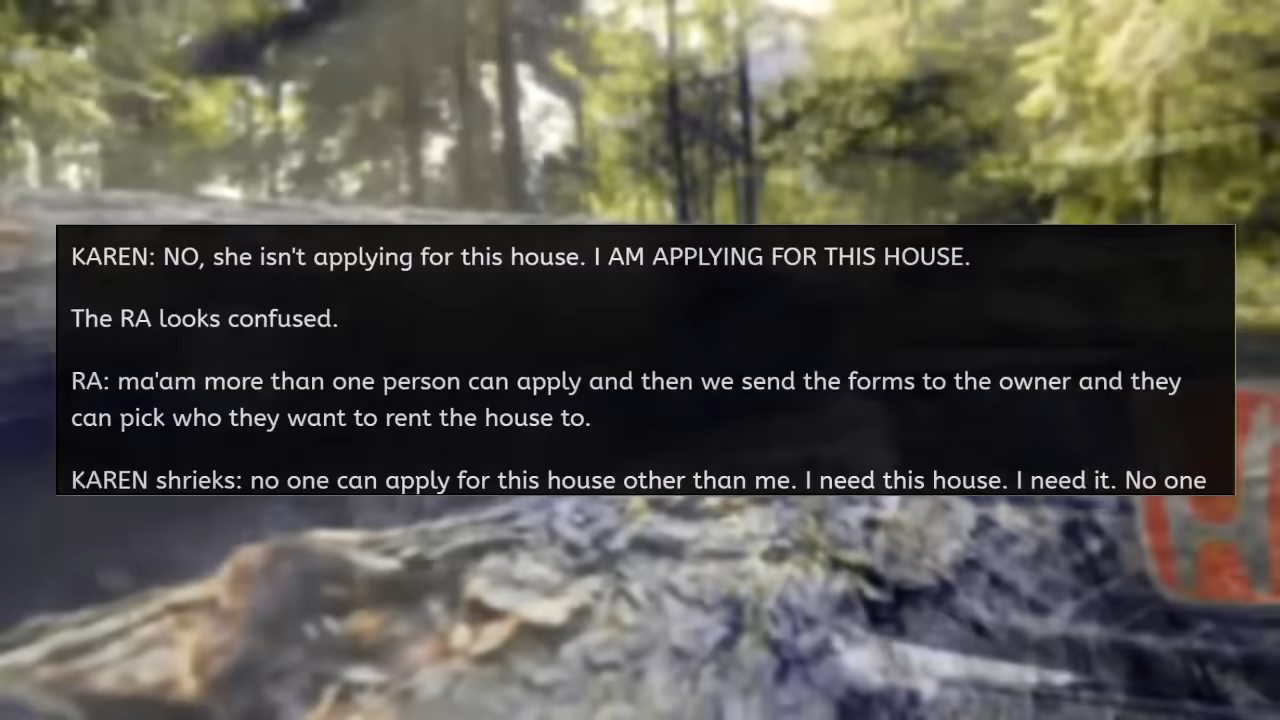 KAREN: NO, she isn't applying for this house. I AM APPLYING FOR THIS HOUSE.
The RA looks confused.
RA: ma'am more than one person can apply and then we send the forms to the owner and they
can pick who they want to rent the house to.
KAREN shrieks: no one can apply for this house other than me. I need this house. I need it. No one